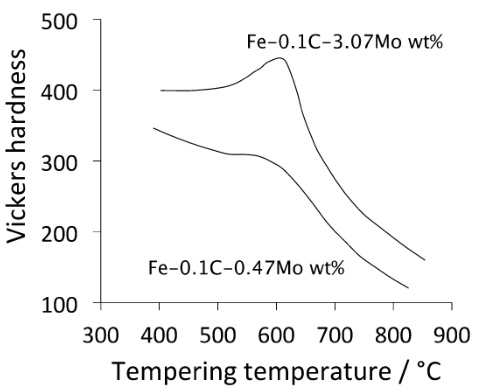 500
Fe-0.1C-3.07Mo wt%
400
300
200
Fe-0.1C-0.47Mo wt%
100
Vickers hardness
300 400 500 600 700 800 900
Tempering temperature / °C